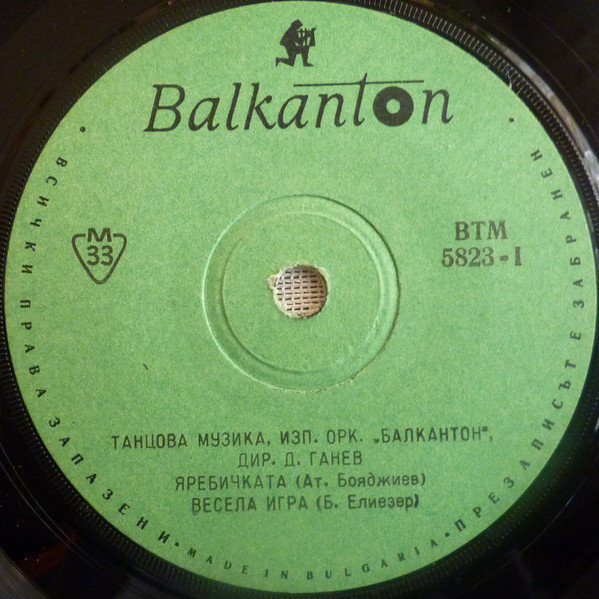 Balkanton
М
33
ВТМ
5823-I
ТАНЦОВА МУЗИКА, ИЗП. ОРК. „БАЛКАНТОН",
ДИР. Д. ГАНЕВ
ЯРЕБИЧКАТА (Ат. Бояджиев)
ВЕСЕЛА ИГРА (Б. Елиезер)
• ВСИЧКИ ПРАВА ЗАПАЗЕНИ • MADE IN BULGARIA • ПРЕЗАПИСЪТ Е ЗАБРАНЕН •